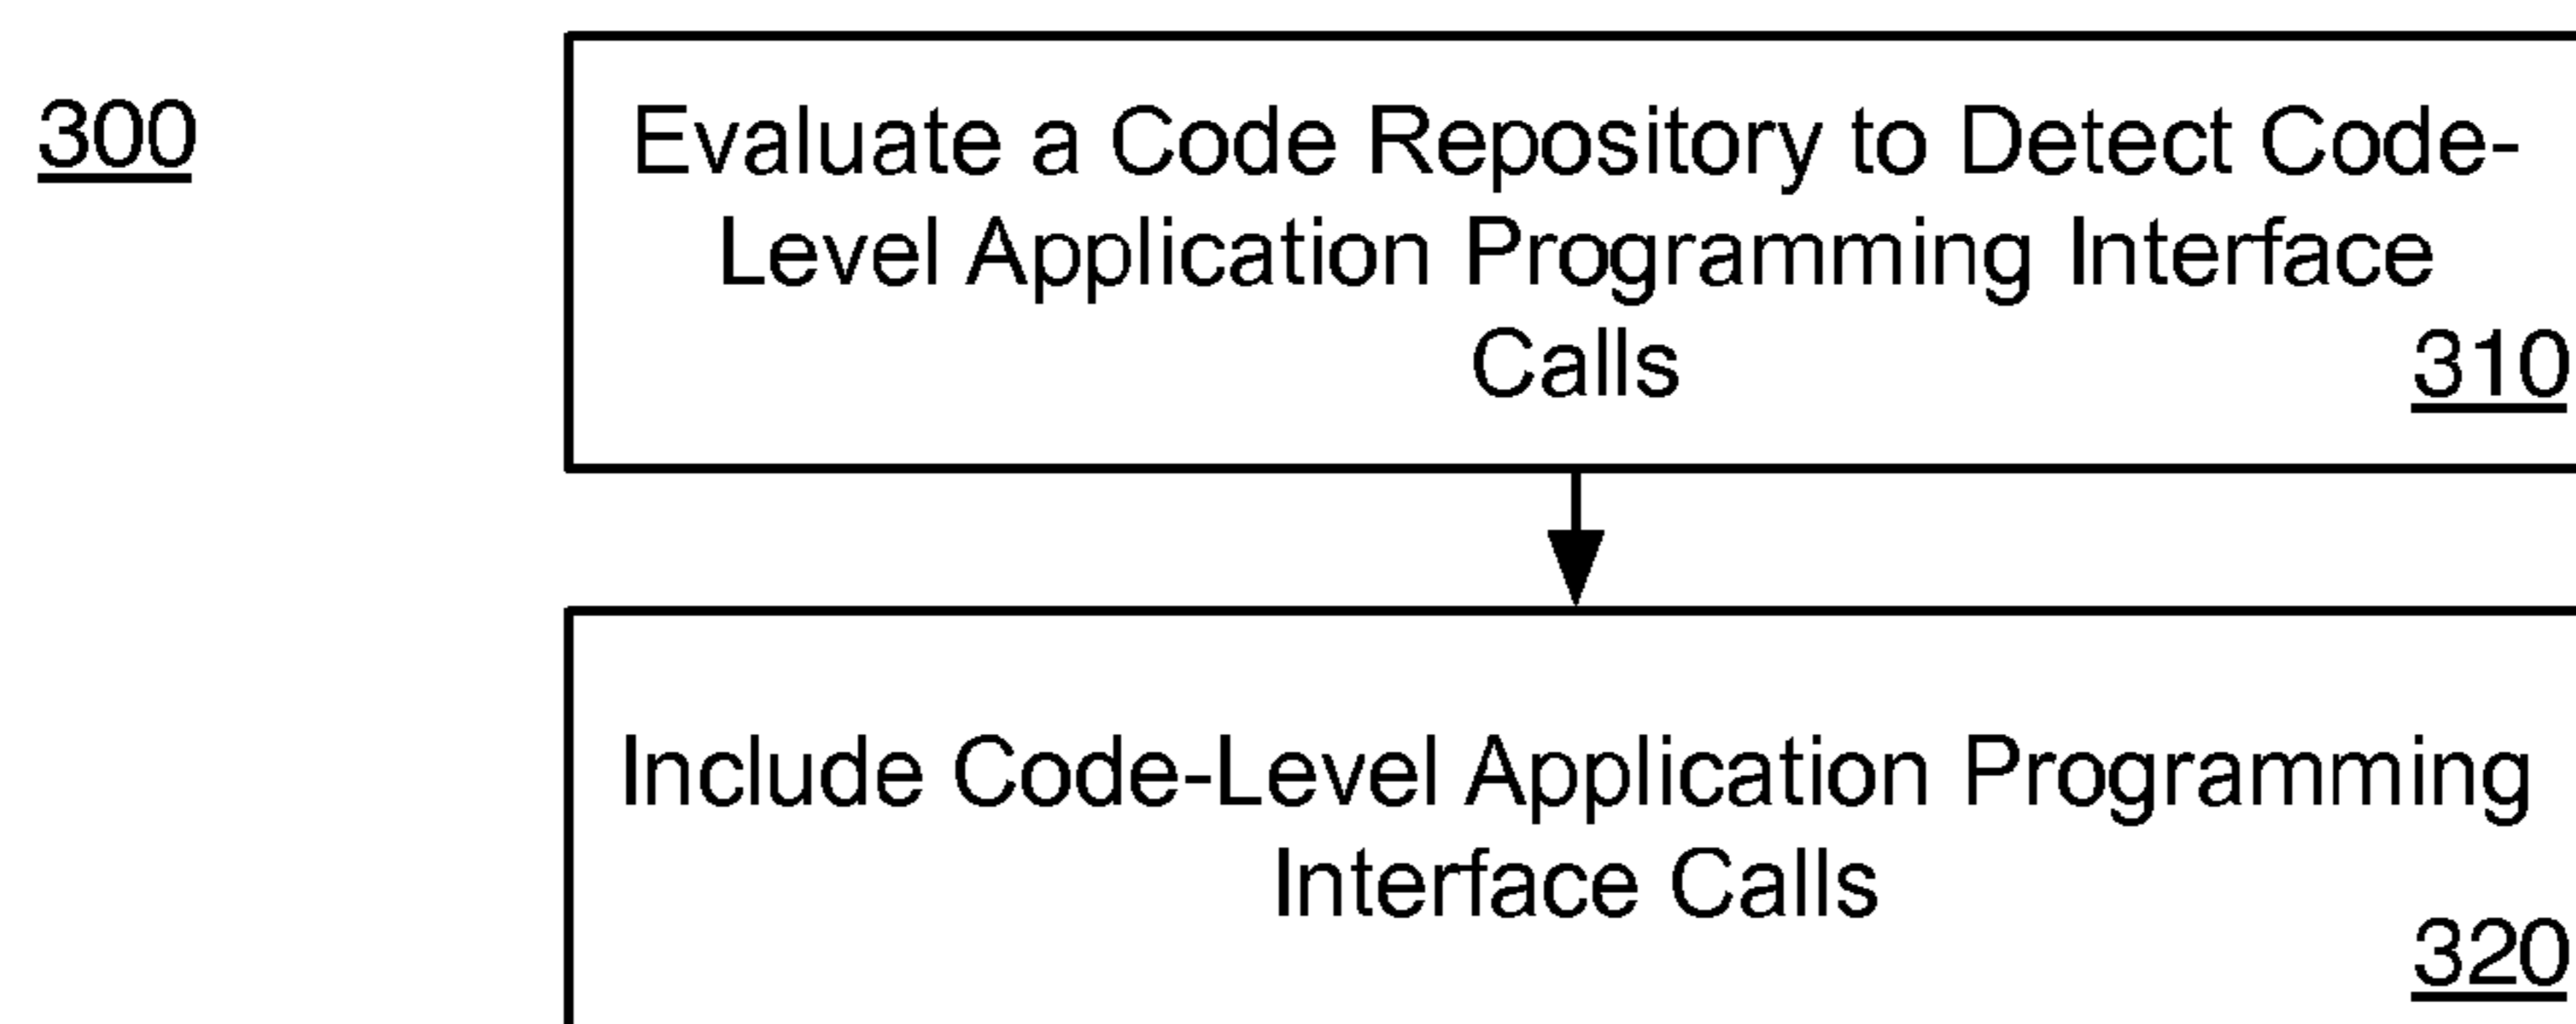 300
Evaluate a Code Repository to Detect Code-
Level Application Programming Interface
Calls
310
Include Code-Level Application Programming
Interface Calls
320